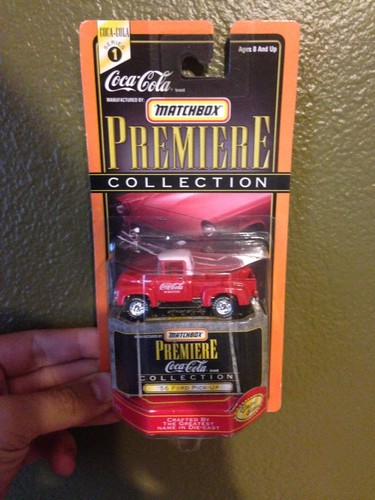 COCA-COLA
SERIES
1
Ages 8 And Up
Coca-Cola
BRAND
MANUFACTURED BY:
MATCHBOX
PREMIERE
COLLECTION
Coca-Cola
MATCHBOX
PREMIERE
Coca-Cola
COLLECTION
'56 FORD PICK-UP
CRAFTED BY
THE GREATEST
NAME IN DIE-CAST